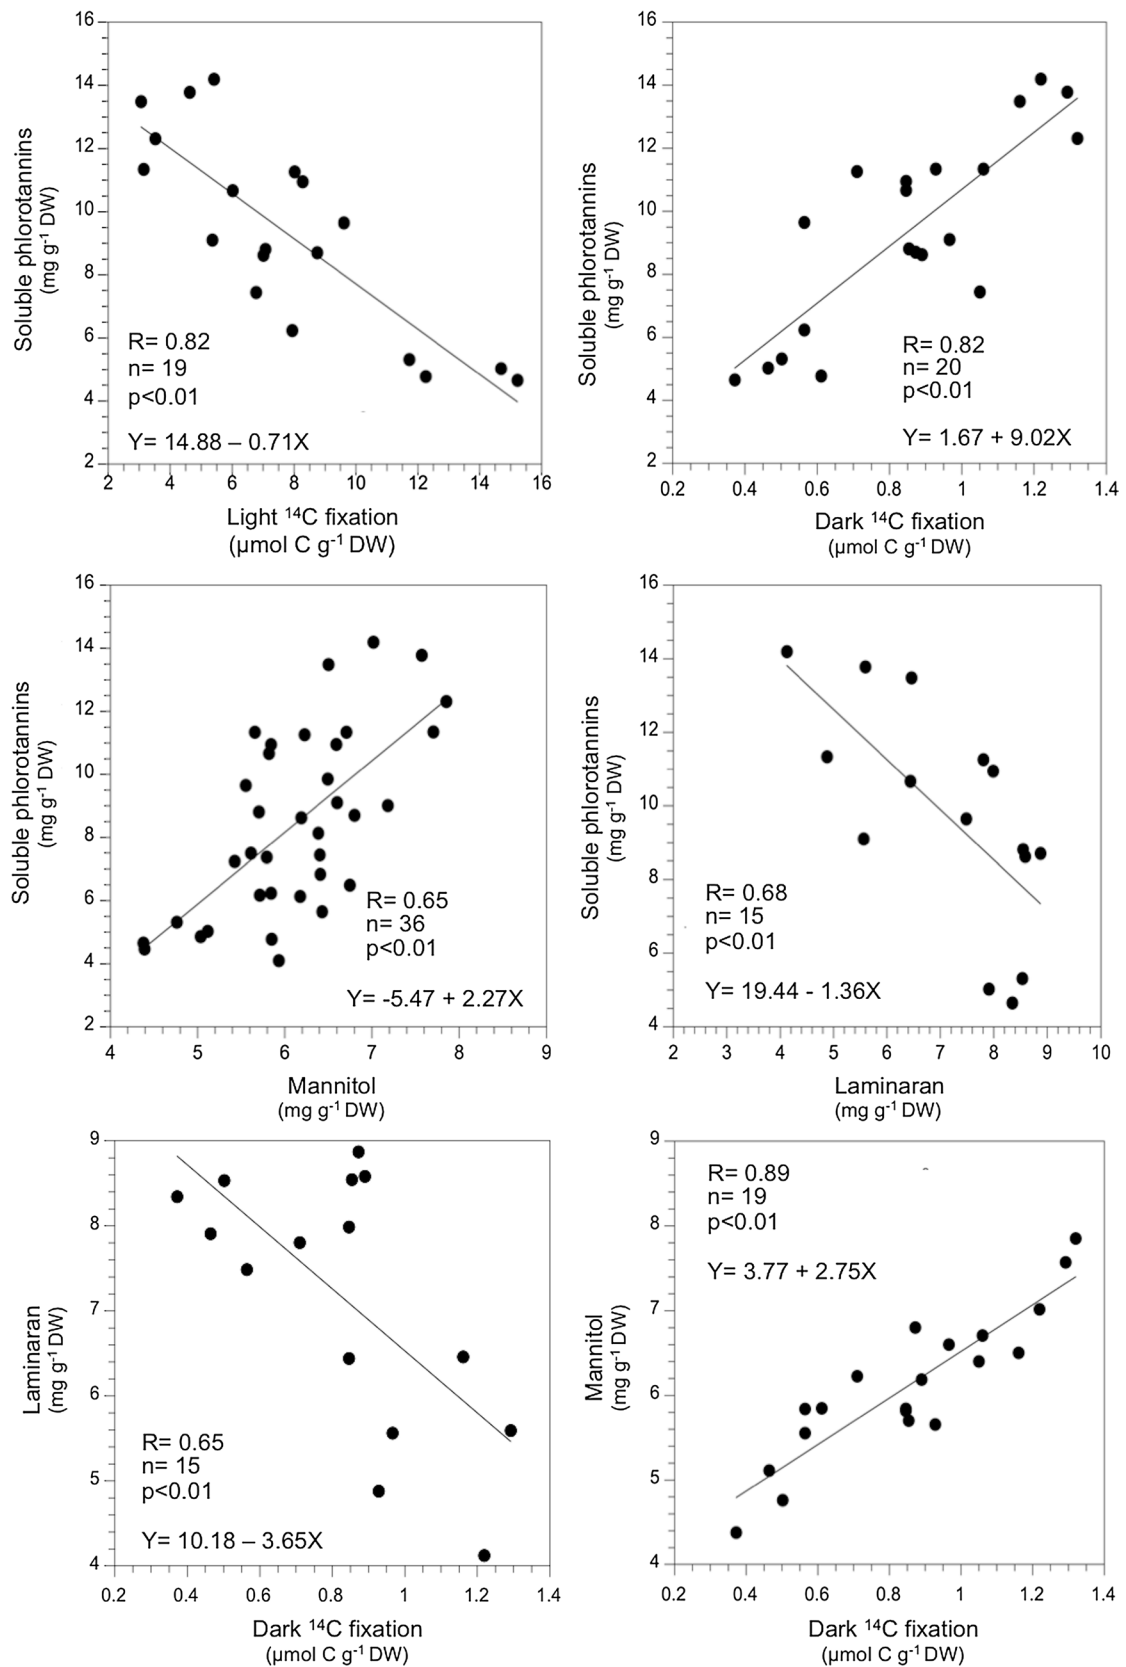 16
14
12
10
8
6
4
2
Soluble phlorotannins
(mg g-1 DW)
R= 0.82
n= 19
p<0.01
Y= 14.88 – 0.71X
2 4 6 8 10 12 14 16
Light 14C fixation
(µmol C g-1 DW)
16
14
12
10
8
6
4
2
Soluble phlorotannins
(mg g-1 DW)
R= 0.82
n= 20
p<0.01
Y= 1.67 + 9.02X
0.2 0.4 0.6 0.8 1 1.2 1.4
Dark 14C fixation
(µmol C g-1 DW)
16
14
12
10
8
6
4
2
Soluble phlorotannins
(mg g-1 DW)
R= 0.65
n= 36
p<0.01
Y= -5.47 + 2.27X
4 5 6 7 8 9
Mannitol
(mg g-1 DW)
16
14
12
10
8
6
4
Soluble phlorotannins
(mg g-1 DW)
R= 0.68
n= 15
p<0.01
Y= 19.44 - 1.36X
2 3 4 5 6 7 8 9 10
Laminaran
(mg g-1 DW)
9
8
7
6
5
4
Laminaran
(mg g-1 DW)
R= 0.65
n= 15
p<0.01
Y= 10.18 – 3.65X
0.2 0.4 0.6 0.8 1 1.2 1.4
Dark 14C fixation
(µmol C g-1 DW)
9
8
7
6
5
4
Mannitol
(mg g-1 DW)
R= 0.89
n= 19
p<0.01
Y= 3.77 + 2.75X
0.2 0.4 0.6 0.8 1 1.2 1.4
Dark 14C fixation
(µmol C g-1 DW)